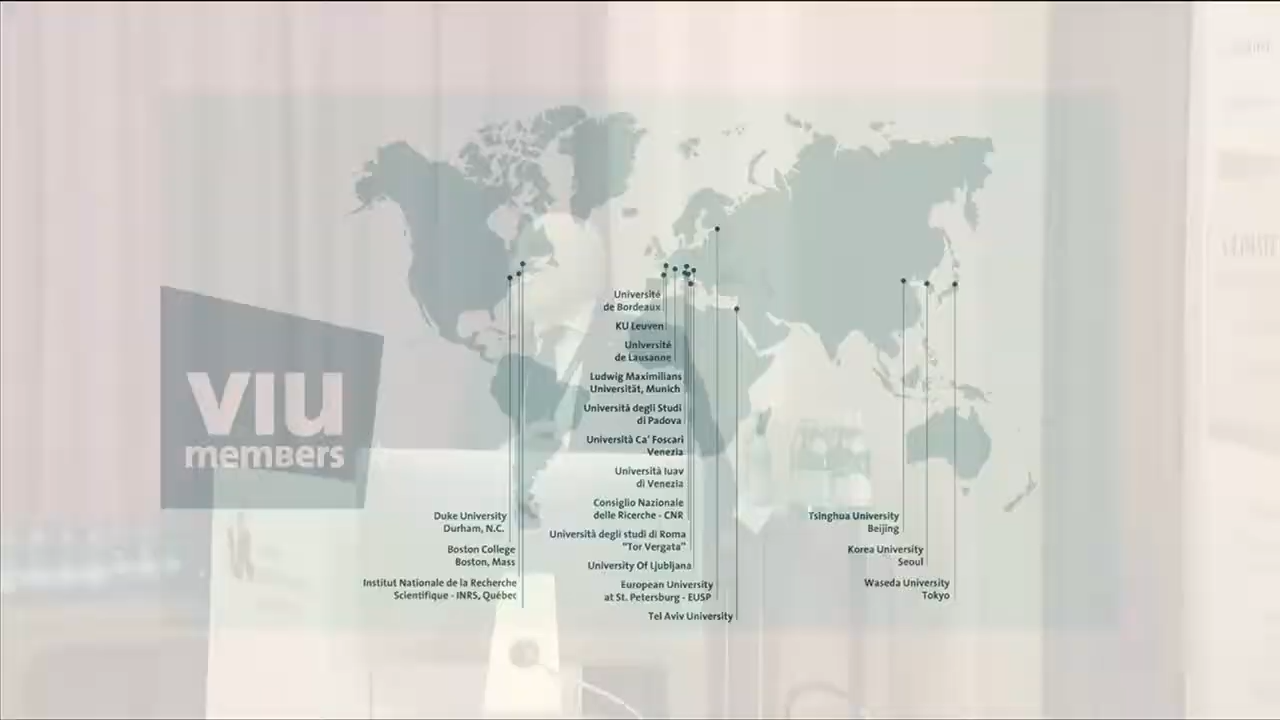 VIU
members
Université
de Bordeaux
KU Leuven
Université
de Lausanne
Ludwig Maximilians
Universität, Munich
Università degli Studi
di Padova
Università Ca' Foscari
Venezia
Università Iuav
di Venezia
Consiglio Nazionale
delle Ricerche - CNR
Università degli studi di Roma
"Tor Vergata"
University Of Ljubljana
European University
at St. Petersburg - EUSP
Tel Aviv University
Duke University
Durham, N.C.
Boston College
Boston, Mass
Institut Nationale de la Recherche
Scientifique - INRS, Québec
Tsinghua University
Beijing
Korea University
Seoul
Waseda University
Tokyo